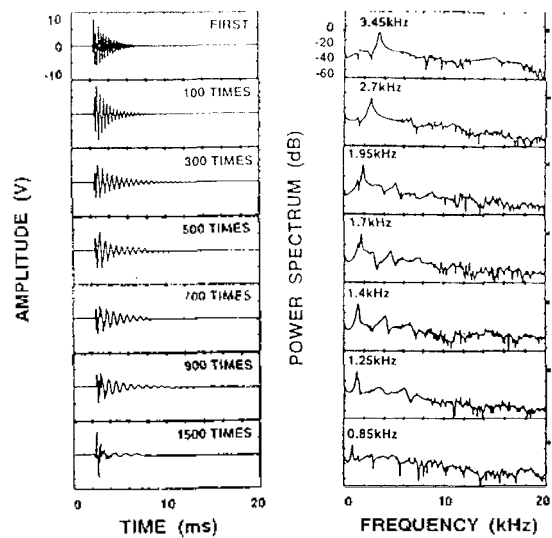 10
0
-10
FIRST
100 TIMES
300 TIMES
500 TIMES
700 TIMES
900 TIMES
1500 TIMES
AMPLITUDE (V)
0 10 20
TIME (ms)
0
-20
-40
-60
3.45kHz
2.7kHz
1.95kHz
1.7kHz
1.4kHz
1.25kHz
0.85kHz
POWER SPECTRUM (dB)
0 10 20
FREQUENCY (kHz)